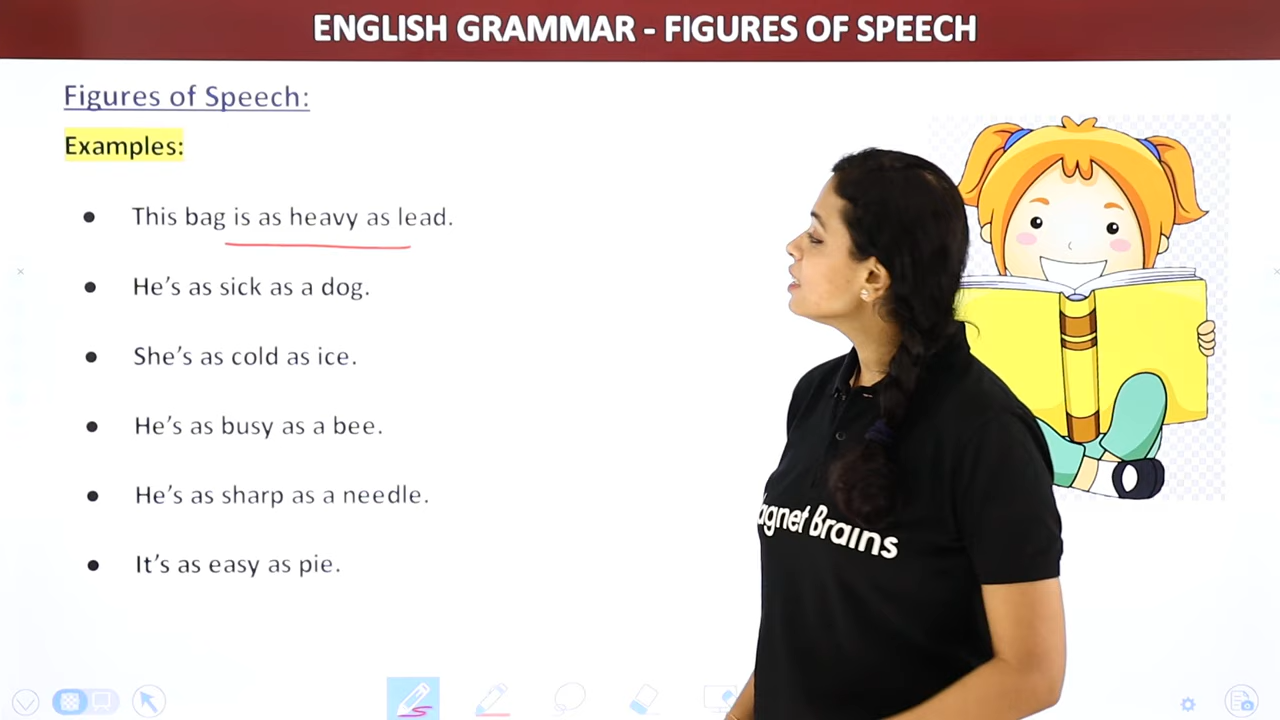 ENGLISH GRAMMAR - FIGURES OF SPEECH
Figures of Speech:
Examples:
• This bag is as heavy as lead.
• He's as sick as a dog.
• She's as cold as ice.
• He's as busy as a bee.
• He's as sharp as a needle.
• It's as easy as pie.
agnet Brains